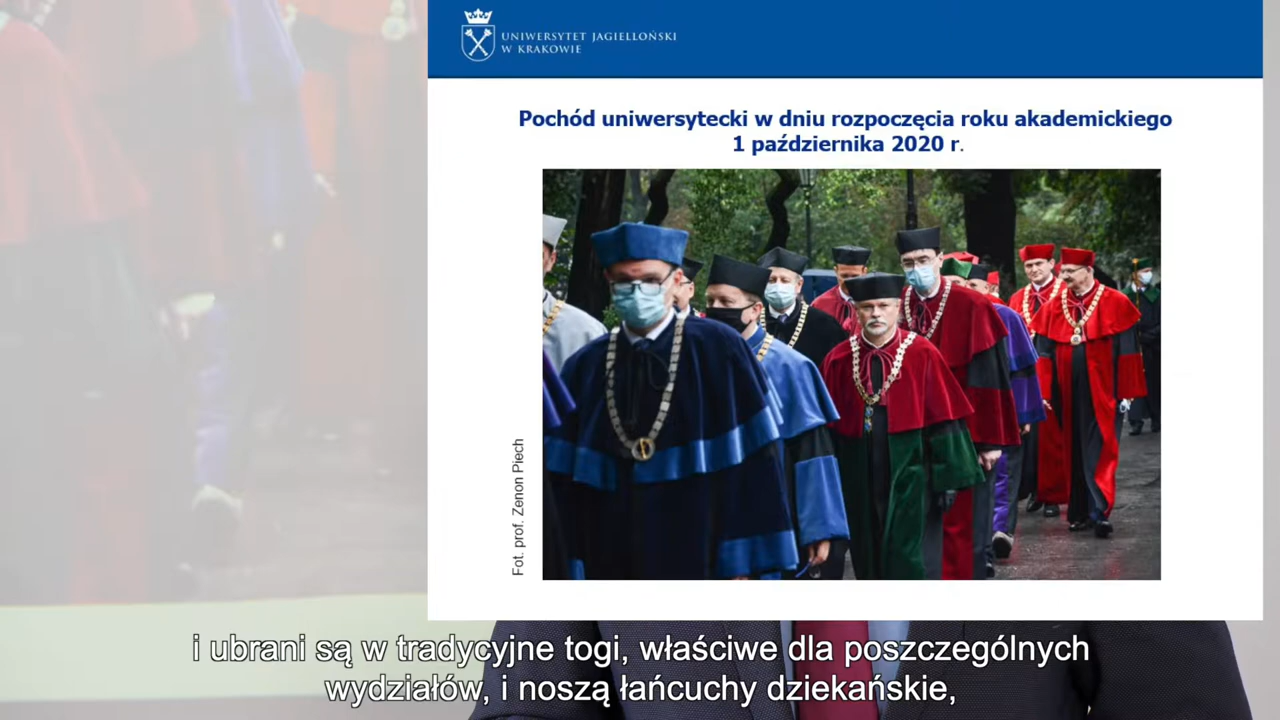 UNIWERSYTET JAGIELLOŃSKI
W KRAKOWIE
Pochód uniwersytecki w dniu rozpoczęcia roku akademickiego
1 października 2020 r.
Fot. prof. Zenon Piech
i ubrani są w tradycyjne togi, właściwe dla poszczególnych
wydziałów, i noszą łańcuchy dziekańskie,